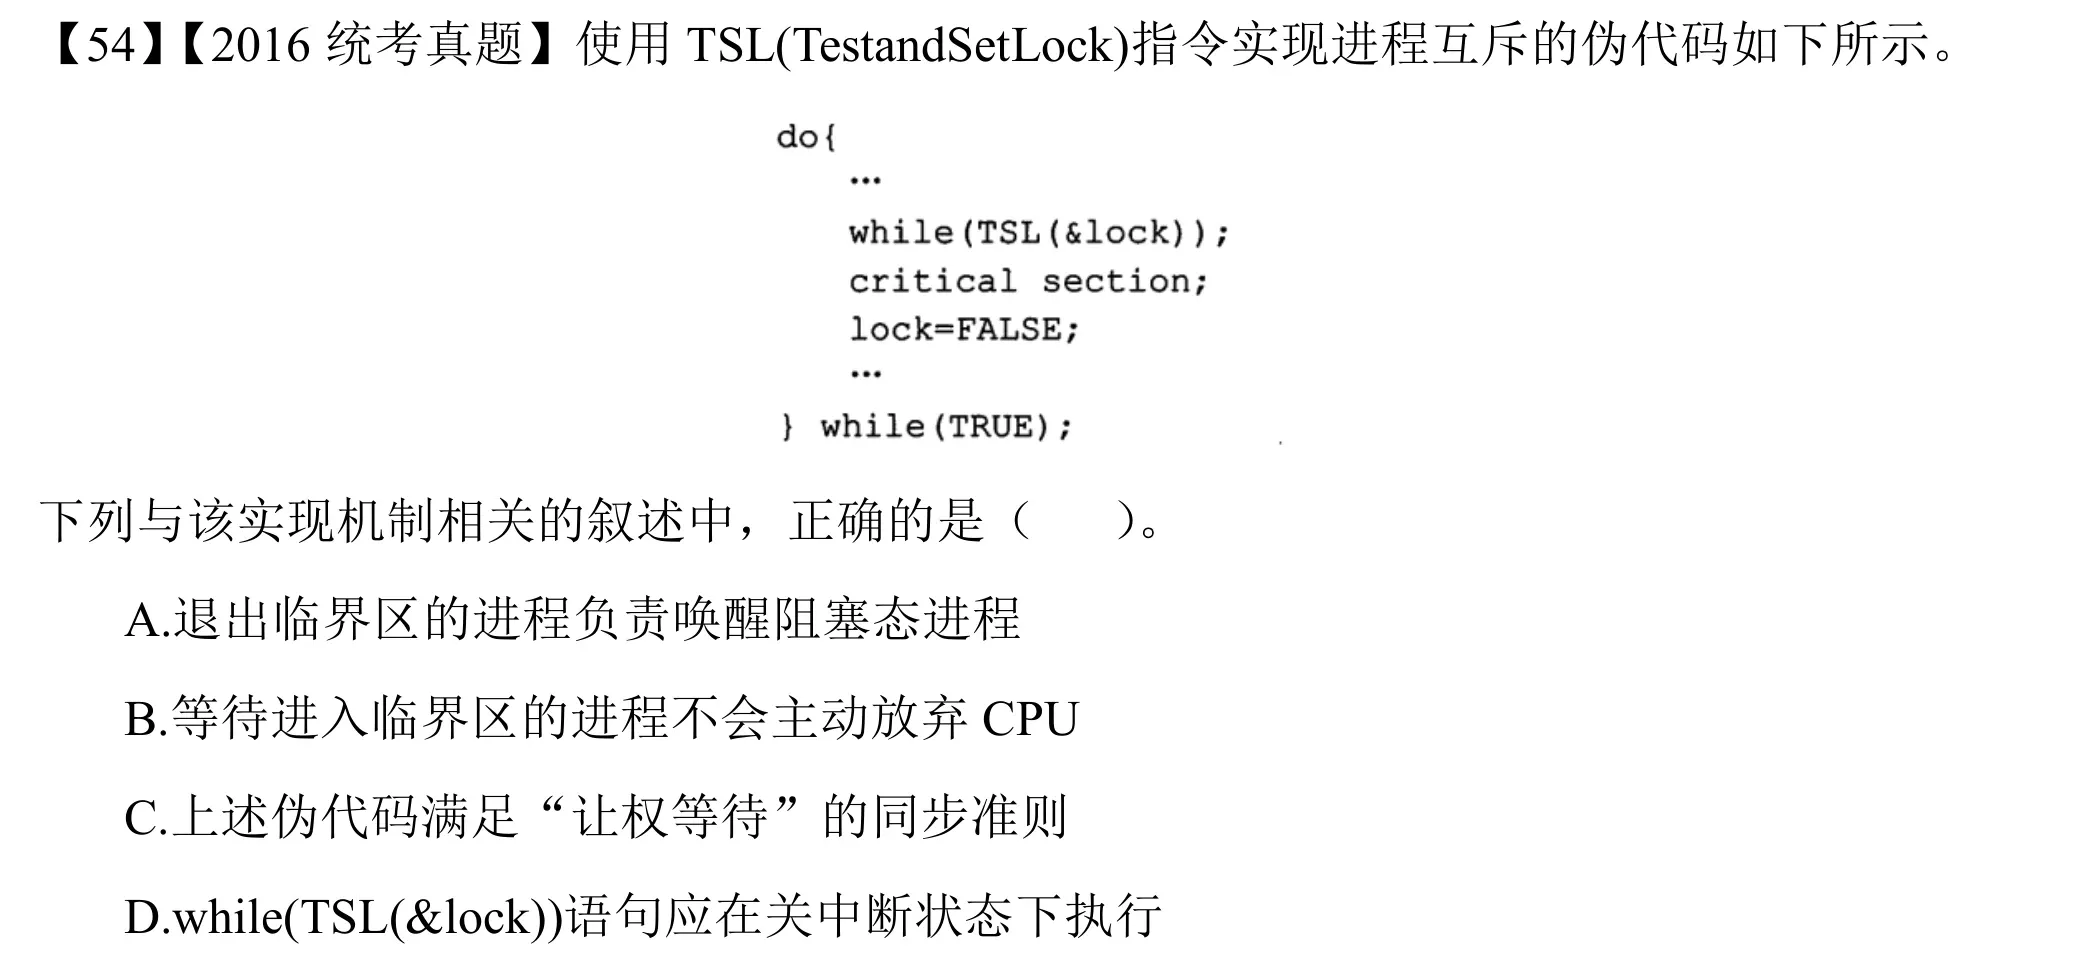 【54】【2016 统考真题】使用 TSL(TestandSetLock)指令实现进程互斥的伪代码如下所示。
do{
…
while(TSL(&lock));
critical section;
lock=FALSE;
…
} while(TRUE);
下列与该实现机制相关的叙述中，正确的是（ ）。
A.退出临界区的进程负责唤醒阻塞态进程
B.等待进入临界区的进程不会主动放弃 CPU
C.上述伪代码满足“让权等待”的同步准则
D.while(TSL(&lock))语句应在关中断状态下执行